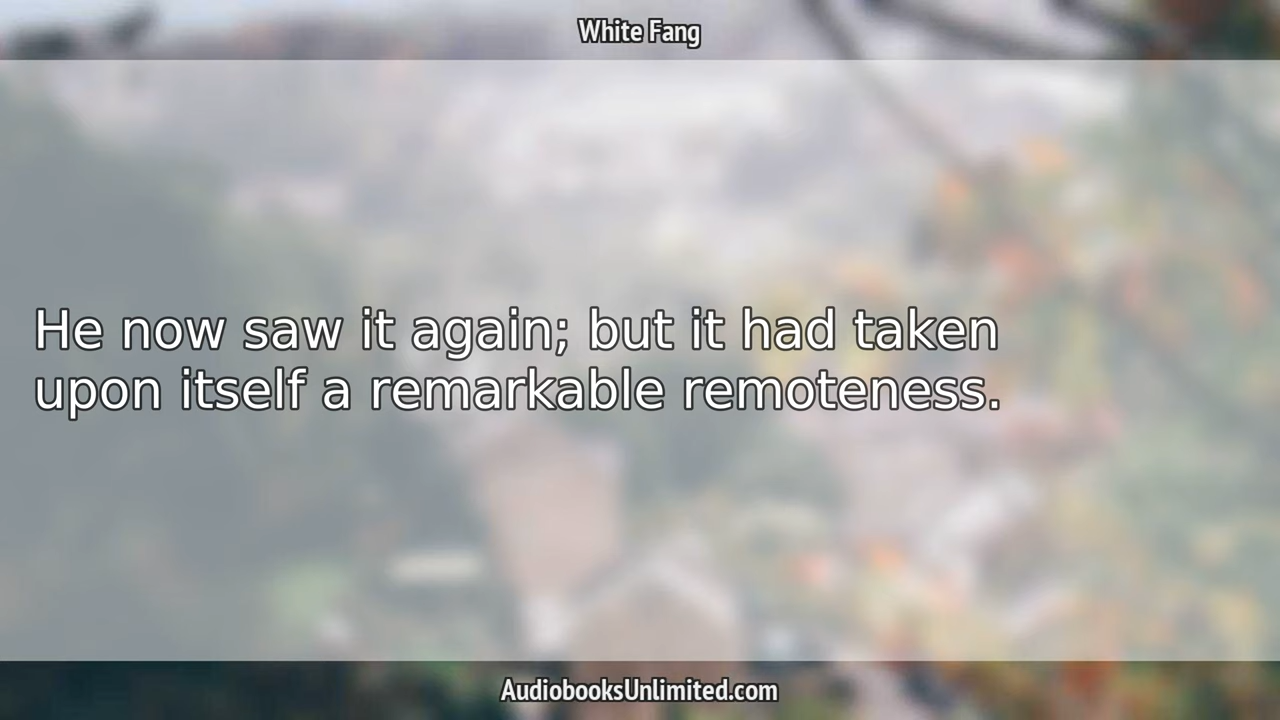 White Fang
He now saw it again; but it had taken
upon itself a remarkable remoteness.
AudiobooksUnlimited.com